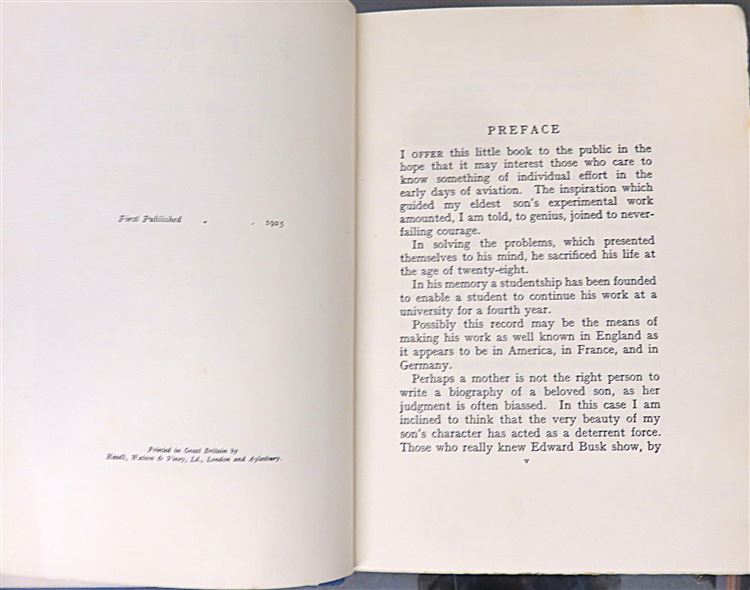 First Published . . 1925
Printed in Great Britain by
Hazell, Watson & Viney, Ld., London and Aylesbury.
PREFACE
I OFFER this little book to the public in the
hope that it may interest those who care to
know something of individual effort in the
early days of aviation. The inspiration which
guided my eldest son's experimental work
amounted, I am told, to genius, joined to never-
failing courage.
In solving the problems, which presented
themselves to his mind, he sacrificed his life at
the age of twenty-eight.
In his memory a studentship has been founded
to enable a student to continue his work at a
university for a fourth year.
Possibly this record may be the means of
making his work as well known in England as
it appears to be in America, in France, and in
Germany.
Perhaps a mother is not the right person to
write a biography of a beloved son, as her
judgment is often biassed. In this case I am
inclined to think that the very beauty of my
son's character has acted as a deterrent force.
Those who really knew Edward Busk show, by
v